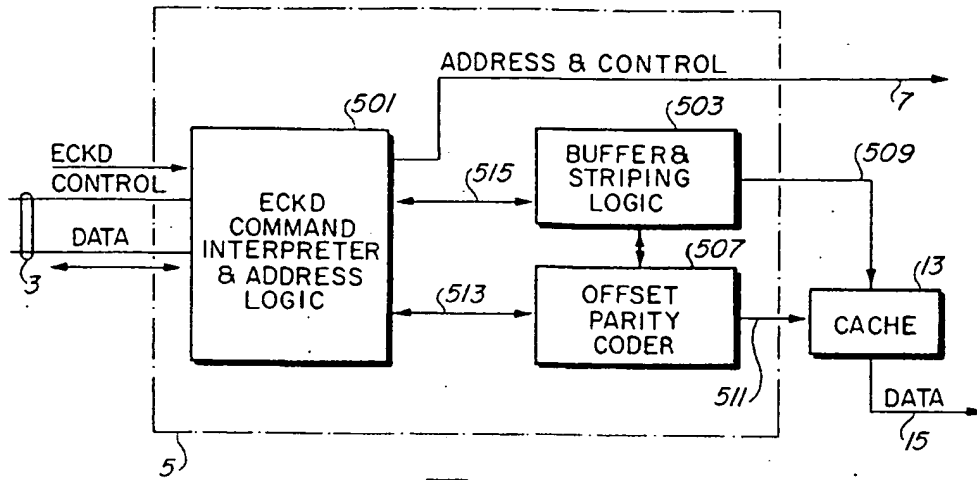 ADDRESS & CONTROL
7
501
503
ECKD
CONTROL
DATA
3
ECKD
COMMAND
INTERPRETER
& ADDRESS
LOGIC
515
BUFFER &
STRIPING
LOGIC
509
507
513
OFFSET
PARITY
CODER
511
13
CACHE
DATA
15
5